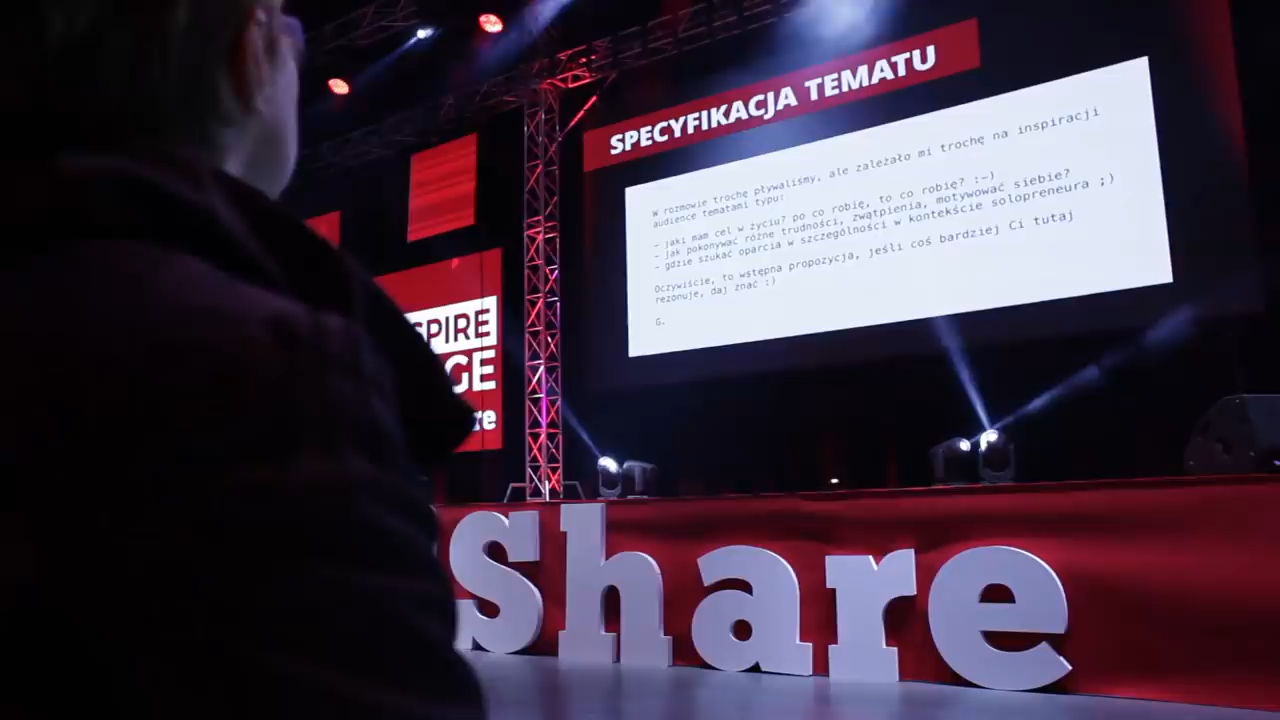 SPECYFIKACJA TEMATU
W rozmowie trochę pływaliśmy, ale zależało mi trochę na inspiracji
audience tematami typu:
- jaki mam cel w życiu? po co robię, to co robię? :-)
- jak pokonywać różne trudności, zwątpienia, motywować siebie?
- gdzie szukać oparcia w szczególności w kontekście solopreneura ;)
Oczywiście, to wstępna propozycja, jeśli coś bardziej Ci tutaj
rezonuje, daj znać :)
G.
SPIRE
GE
re
Share